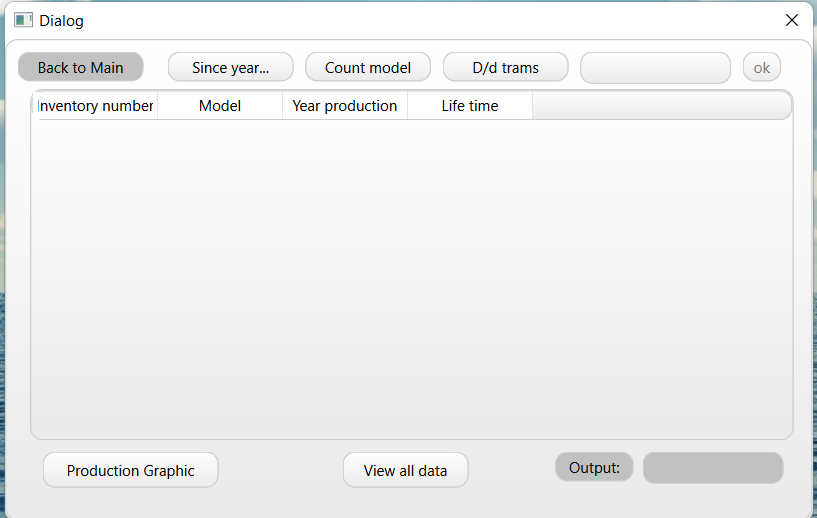 Dialog
Back to Main Since year... Count model D/d trams ok
Inventory number Model Year production Life time
Production Graphic View all data Output: